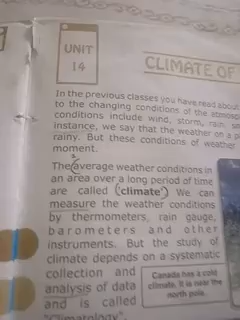 UNIT
14
CLIMATE OF
In the previous classes you have read about
to the changing conditions of the
conditions include wind, storm, rain,
instance, we say that the weather on a
rainy. But these conditions of weather
moment.
The average weather conditions in
an area over a long period of time
are called ('climate') We can
measure the weather conditions
by thermometers, rain gauge,
barometers and other
instruments. But the study of
climate depends on a systematic
collection and
analysis of data
and is called
"Climatology".
Canada has a cold
climate. It is near the
north pole.